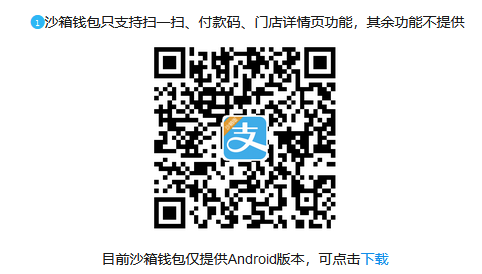 1沙箱钱包只支持扫一扫、付款码、门店详情页功能，其余功能不提供
支
目前沙箱钱包仅提供Android版本，可点击下载